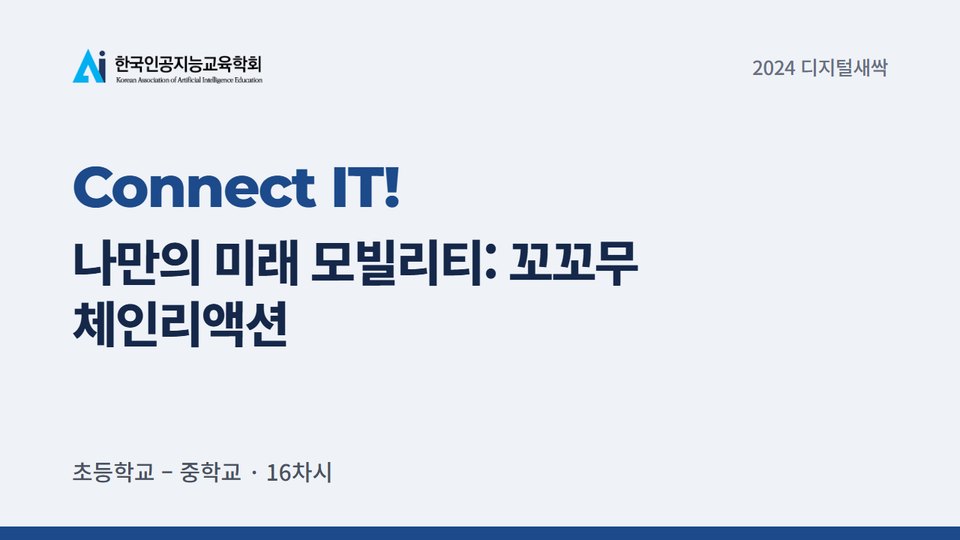 한국인공지능교육학회
Korean Association of Artificial Intelligence Education
2024 디지털새싹
Connect IT!
나만의 미래 모빌리티: 꼬꼬무
체인리액션
초등학교 – 중학교 · 16차시